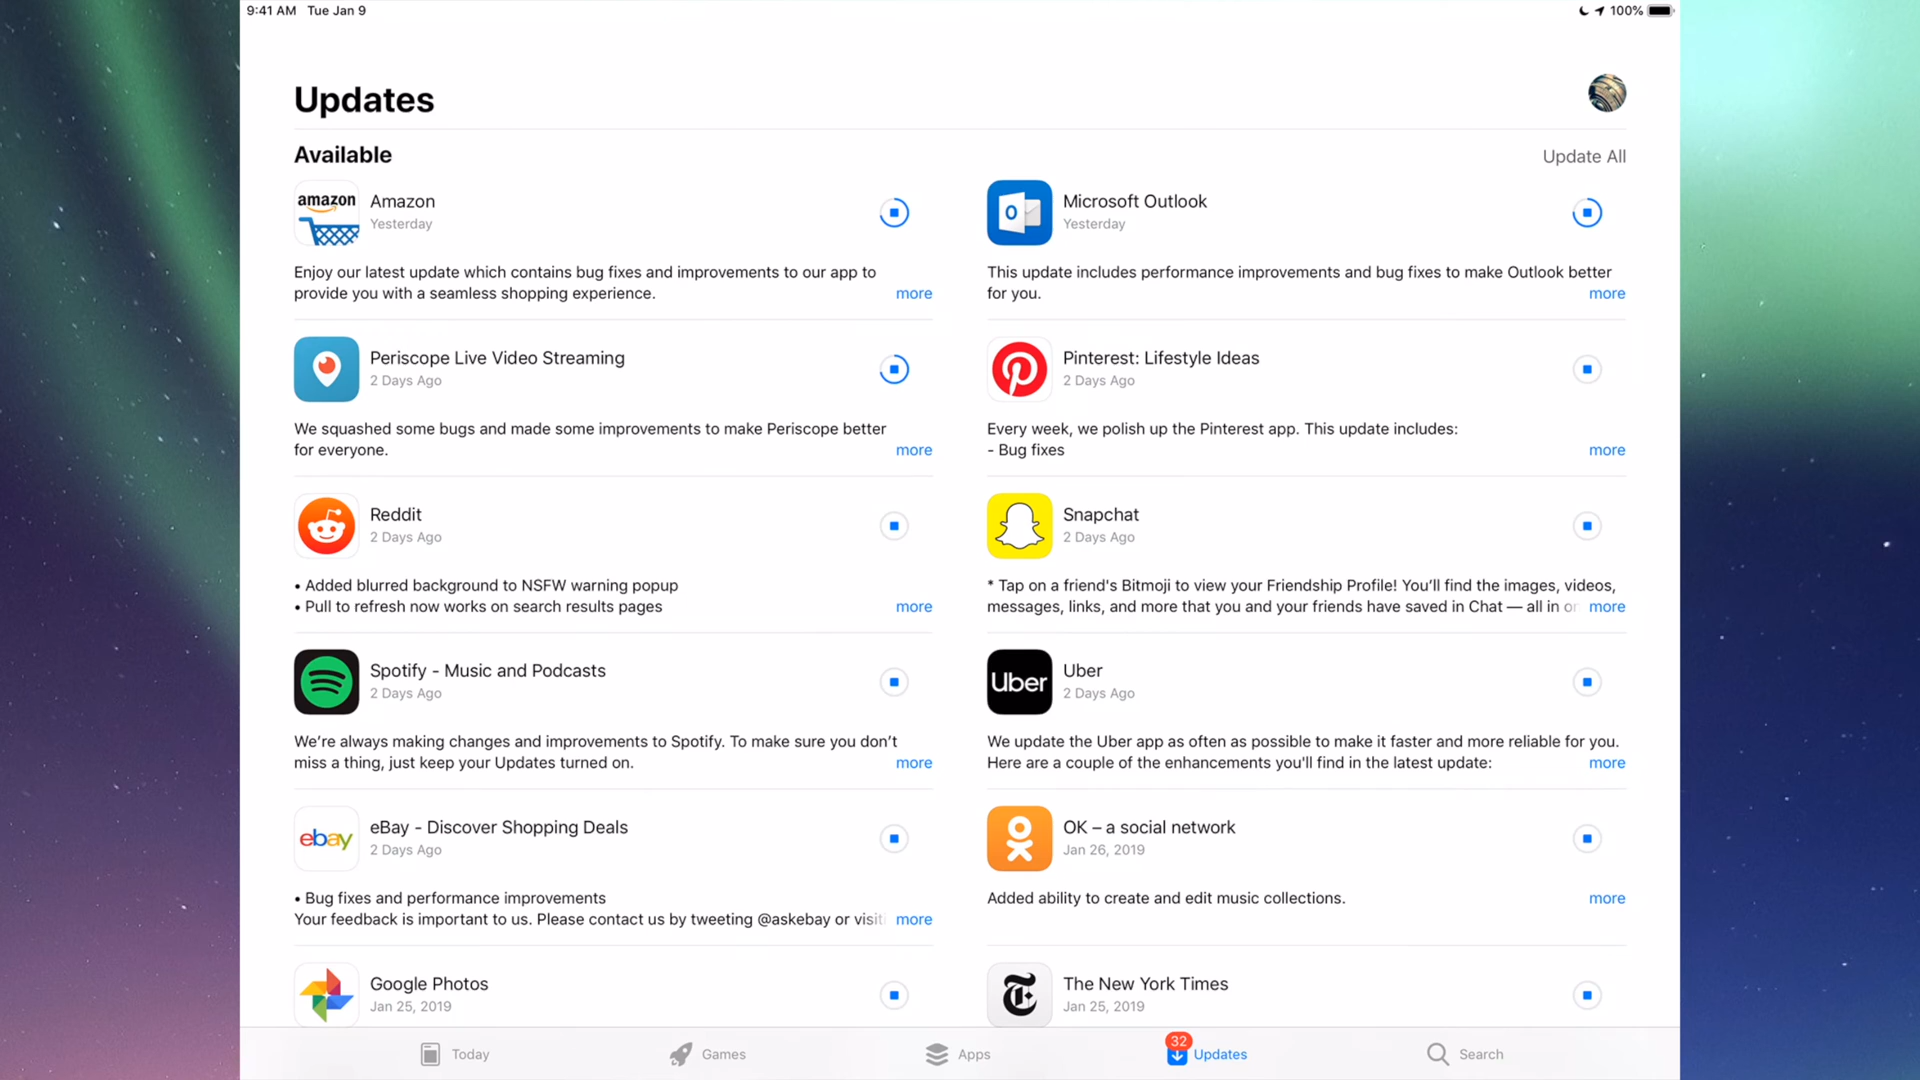 9:41 AM Tue Jan 9
100%
Updates
Available
Update All
amazon
Amazon
Yesterday
Enjoy our latest update which contains bug fixes and improvements to our app to
provide you with a seamless shopping experience.
more
Microsoft Outlook
Yesterday
This update includes performance improvements and bug fixes to make Outlook better
for you.
more
Periscope Live Video Streaming
2 Days Ago
We squashed some bugs and made some improvements to make Periscope better
for everyone.
more
Pinterest: Lifestyle Ideas
2 Days Ago
Every week, we polish up the Pinterest app. This update includes:
- Bug fixes
more
Reddit
2 Days Ago
• Added blurred background to NSFW warning popup
• Pull to refresh now works on search results pages
more
Snapchat
2 Days Ago
* Tap on a friend's Bitmoji to view your Friendship Profile! You’ll find the images, videos,
messages, links, and more that you and your friends have saved in Chat — all in
more
Spotify - Music and Podcasts
2 Days Ago
We’re always making changes and improvements to Spotify. To make sure you don’t
miss a thing, just keep your Updates turned on.
more
Uber
Uber
2 Days Ago
We update the Uber app as often as possible to make it faster and more reliable for you.
Here are a couple of the enhancements you'll find in the latest update:
more
ebay
eBay - Discover Shopping Deals
2 Days Ago
• Bug fixes and performance improvements
Your feedback is important to us. Please contact us by tweeting @askebay or
more
OK – a social network
Jan 26, 2019
Added ability to create and edit music collections.
more
Google Photos
Jan 25, 2019
The New York Times
Jan 25, 2019
Today
Games
Apps
32
Updates
Search